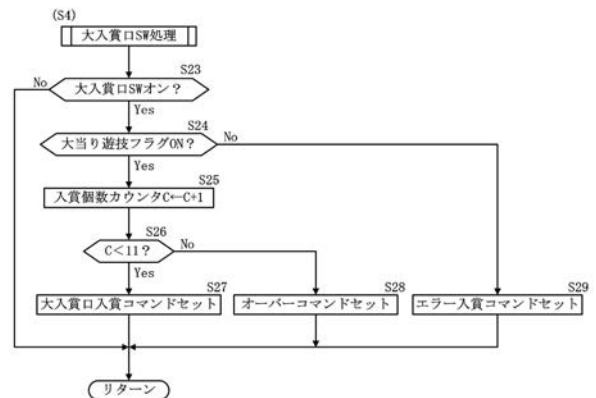 (S4)
大入賞口SW処理
S23
No
大入賞口SWオン？
Yes
S24
大当り遊技フラグON？
No
Yes
S25
入賞個数カウンタC←C+1
S26
C＜11？
No
Yes
S27
S28
S29
大入賞口入賞コマンドセット
オーバーコマンドセット
エラー入賞コマンドセット
リターン